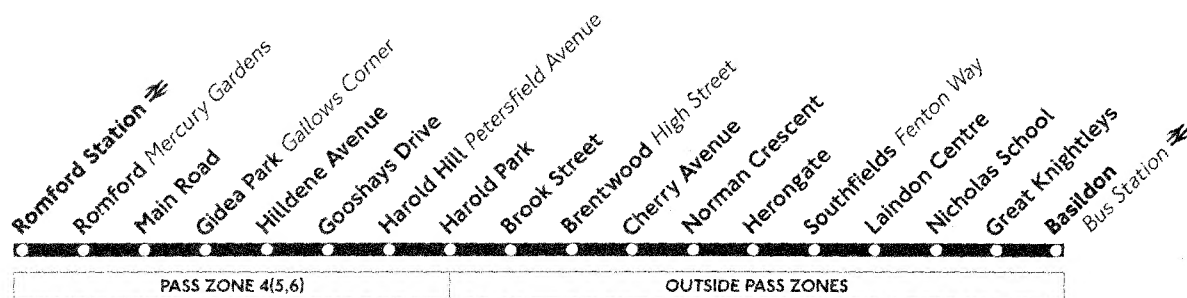 Romford Station
Romford Mercury Gardens
Main Road
Gidea Park Gallows Corner
Hilldene Avenue
Gooshays Drive
Harold Hill Petersfield Avenue
Harold Park
Brook Street
Brentwood High Street
Cherry Avenue
Norman Crescent
Herongate
Southfields Fenton Way
Laindon Centre
Nicholas School
Great Knightleys
Basildon
Bus Station
PASS ZONE 4(5,6)
OUTSIDE PASS ZONES